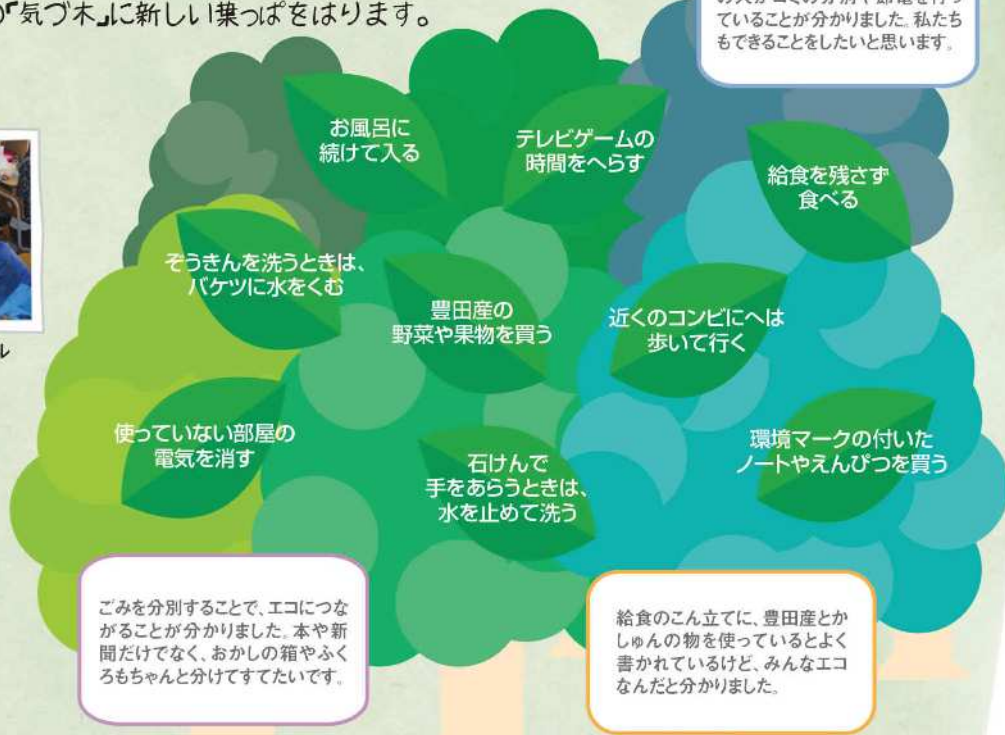 の「気づ木」に新しい葉っぱをはります。
ていることが分かりました。私たち
もできることをしたいと思います。
お風呂に
続けて入る
テレビゲームの
時間をへらす
給食を残さず
食べる
ぞうきんを洗うときは、
バケツに水をくむ
豊田産の
野菜や果物を買う
近くのコンビにへは
歩いて行く
ル
使っていない部屋の
電気を消す
石けんで
手をあらうときは、
水を止めて洗う
環境マークの付いた
ノートやえんぴつを買う
ごみを分別することで、エコにつな
がることが分かりました。本や新
聞だけでなく、おかしの箱やふく
ろもちゃんと分けてすてたいです。
給食のこん立てに、豊田産とか
しゅんの物を使っているとよく
書かれているけど、みんなエコ
なんだと分かりました。